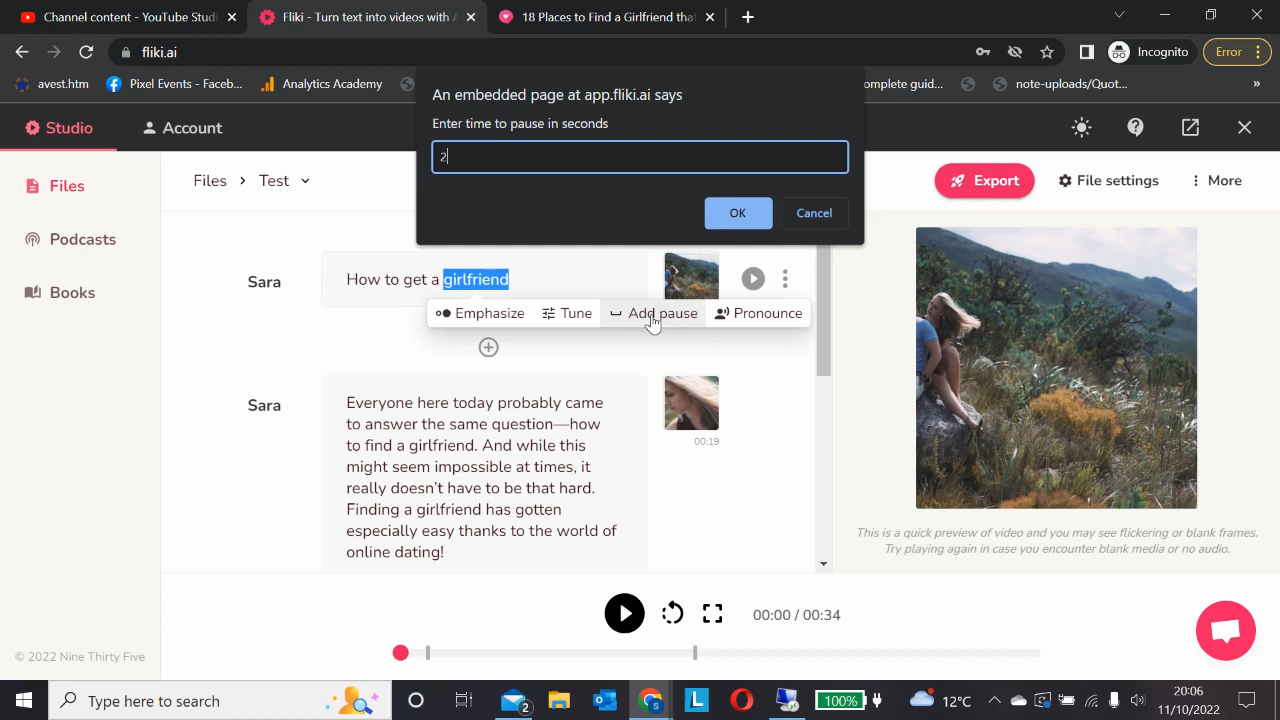 Channel content - YouTube Studi
Fliki - Turn text into videos with A
18 Places to Find a Girlfriend tha
fliki.ai
Incognito
Error
avest.htm
Pixel Events - Faceb...
Analytics Academy
omplete guid...
note-uploads/Quot...
»
An embedded page at app.fliki.ai says
Enter time to pause in seconds
2
OK
Cancel
Studio
Account
Files
Podcasts
Books
Files > Test
Export
File settings
More
Sara
How to get a girlfriend
Emphasize
Tune
Add pause
Pronounce
Sara
Everyone here today probably came
to answer the same question—how
to find a girlfriend. And while this
might seem impossible at times, it
really doesn't have to be that hard.
Finding a girlfriend has gotten
especially easy thanks to the world of
online dating!
00:19
This is a quick preview of video and you may see flickering or blank frames.
Try playing again in case you encounter blank media or no audio.
00:00 / 00:34
© 2022 Nine Thirty Five
Type here to search
2
L
S
100%
12°C
20:06
11/10/2022